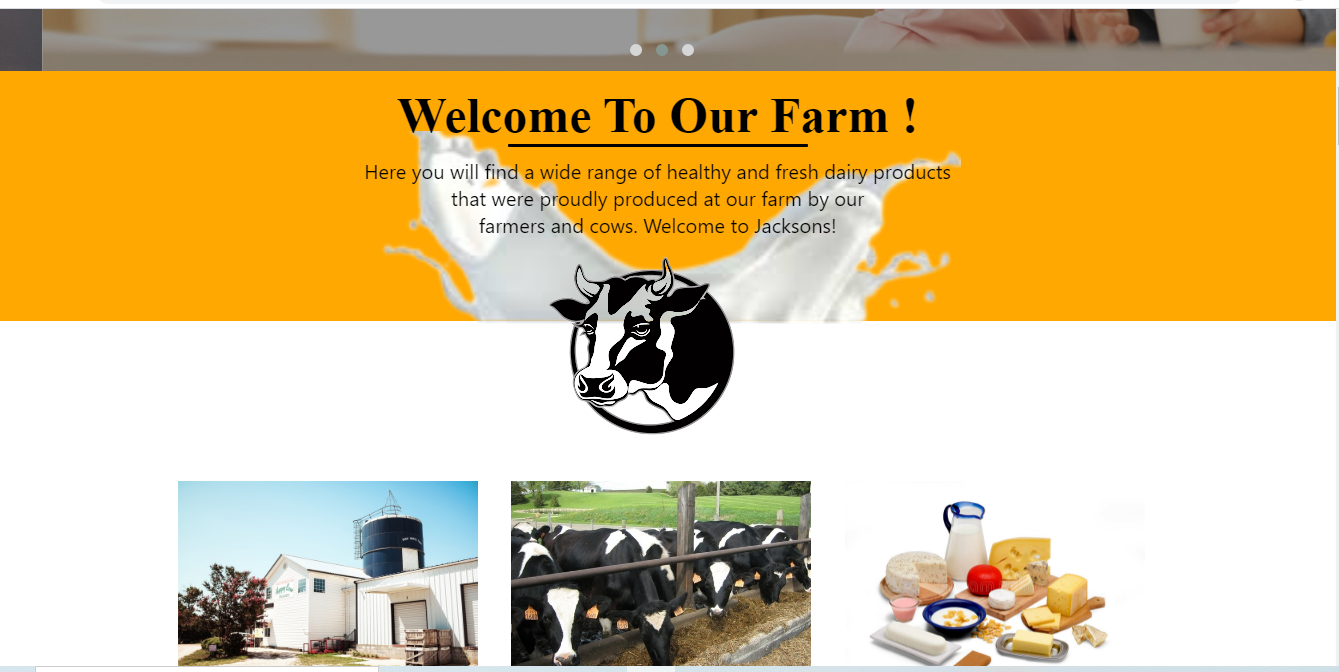 Welcome To Our Farm !
Here you will find a wide range of healthy and fresh dairy products
that were proudly produced at our farm by our
farmers and cows. Welcome to Jacksons!